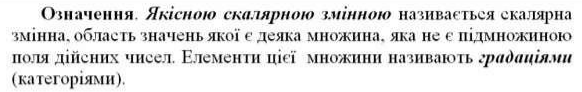 Означення. Якісною скалярною змінною називається скалярна
змінна, область значень якої є деяка множина, яка не є підмножиною
поля дійсних чисел. Елементи цієї множини називають градаціями
(категоріями).